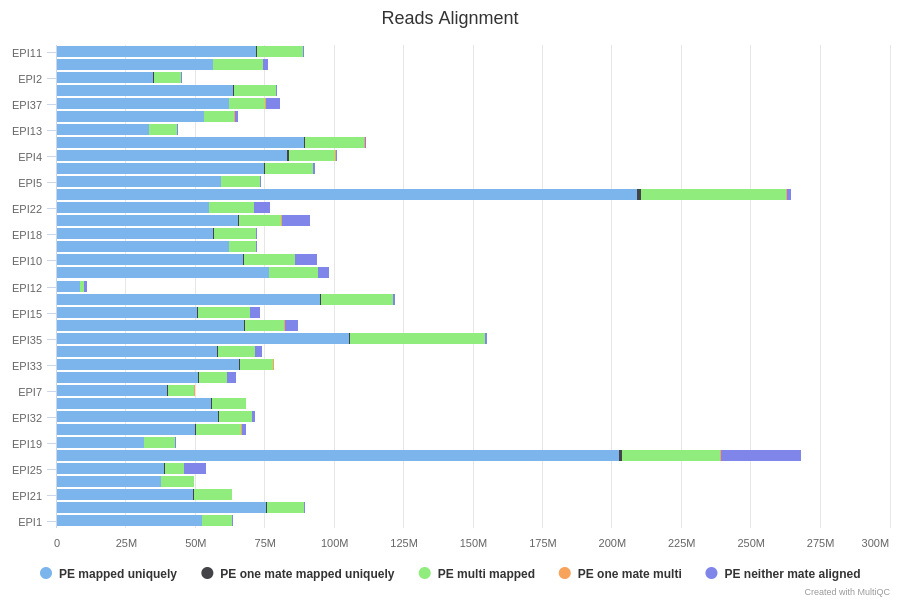 Reads Alignment
EPI11
EPI2
EPI37
EPI13
EPI4
EPI5
EPI22
EPI18
EPI10
EPI12
EPI15
EPI35
EPI33
EPI7
EPI32
EPI19
EPI25
EPI21
EPI1
0 25M 50M 75M 100M 125M 150M 175M 200M 225M 250M 275M 300M
PE mapped uniquely PE one mate mapped uniquely PE multi mapped PE one mate multi PE neither mate aligned
Created with MultiQC